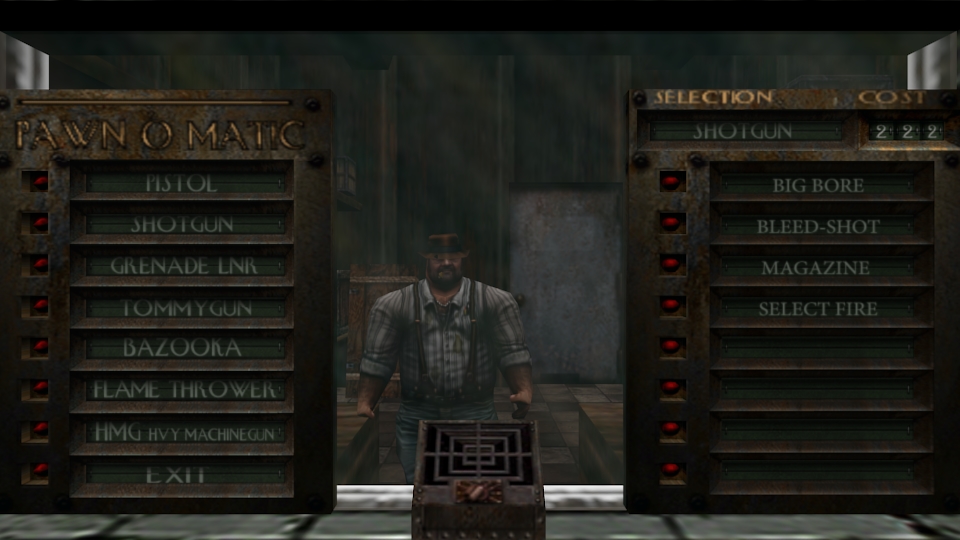 PAWN O MATIC
PISTOL
SHOTGUN
GRENADE LNR
TOMMYGUN
BAZOOKA
FLAME THROWER
HMG HVY MACHINEGUN
EXIT
SELECTION COST
SHOTGUN 222
BIG BORE
BLEED-SHOT
MAGAZINE
SELECT FIRE